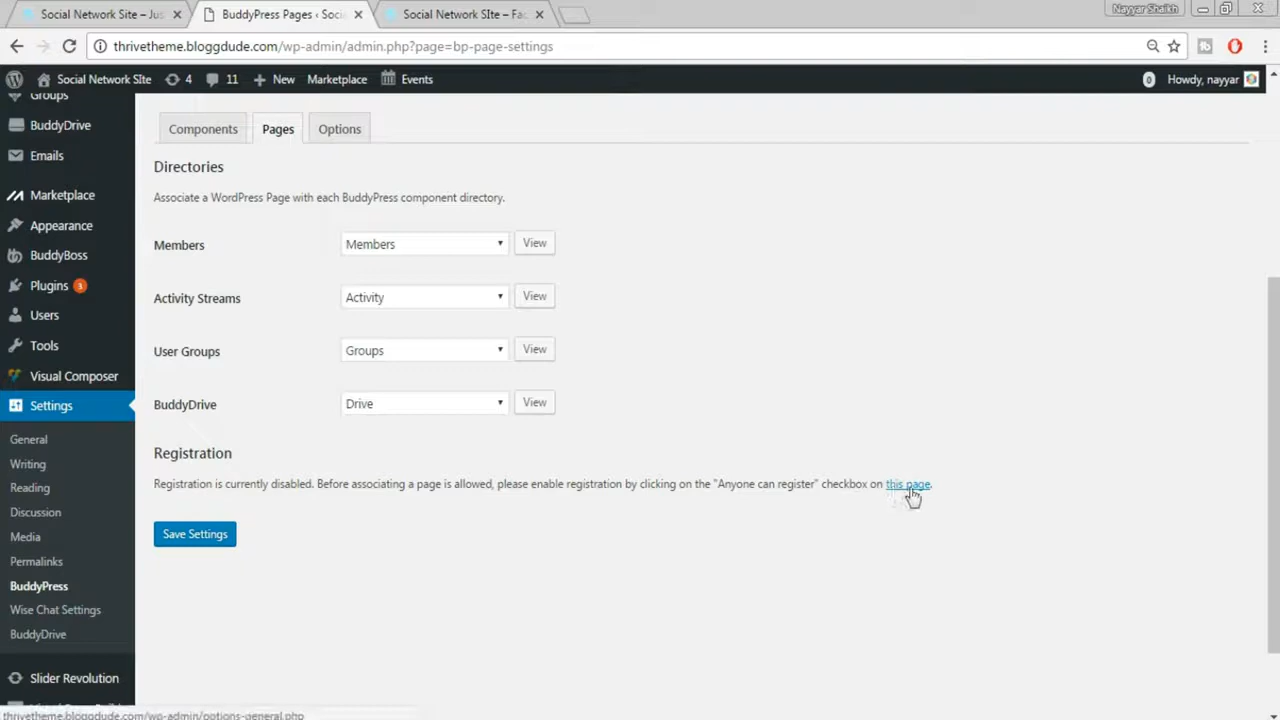 Social Network Site – Jus
BuddyPress Pages ‹ Soci
Social Network SIte – Fac
Nayyar Shaikh
thrivetheme.bloggdude.com/wp-admin/admin.php?page=bp-page-settings
Social Network SIte
4
11
New
Marketplace
Events
0
Howdy, nayyar
Groups
BuddyDrive
Emails
Marketplace
Appearance
BuddyBoss
Plugins 3
Users
Tools
Visual Composer
Settings
General
Writing
Reading
Discussion
Media
Permalinks
BuddyPress
Wise Chat Settings
BuddyDrive
Slider Revolution
Components
Pages
Options
Directories
Associate a WordPress Page with each BuddyPress component directory.
Members
Members
View
Activity Streams
Activity
View
User Groups
Groups
View
BuddyDrive
Drive
View
Registration
Registration is currently disabled. Before associating a page is allowed, please enable registration by clicking on the "Anyone can register" checkbox on this page.
Save Settings
thrivetheme.bloggdude.com/wp-admin/options-general.php